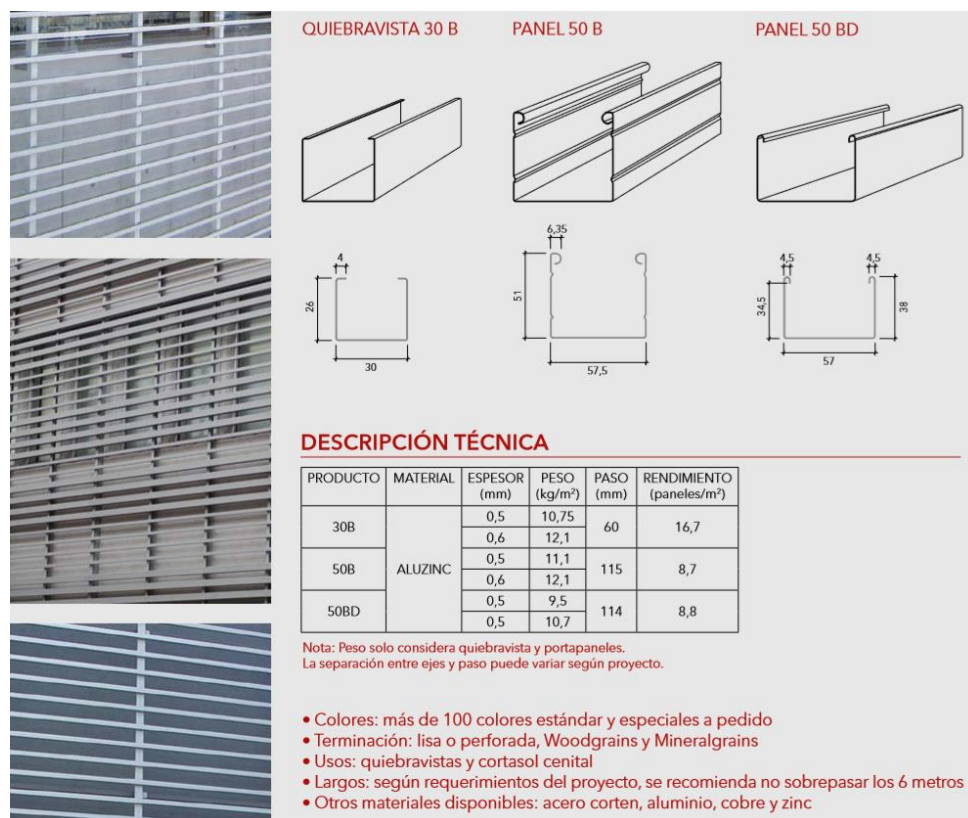 QUIEBRAVISTA 30 B
PANEL 50 B
PANEL 50 BD
4
26
30
6,35
51
57,5
4,5
4,5
34,5
38
57
DESCRIPCIÓN TÉCNICA
PRODUCTO MATERIAL ESPESOR (mm) PESO (kg/m²) PASO (mm) RENDIMIENTO (paneles/m²)
30B ALUZINC 0,5 10,75 60 16,7
0,6 12,1
50B 0,5 11,1 115 8,7
0,6 12,1
50BD 0,5 9,5 114 8,8
0,5 10,7
Nota: Peso solo considera quiebravista y portapaneles.
La separación entre ejes y paso puede variar según proyecto.
• Colores: más de 100 colores estándar y especiales a pedido
• Terminación: lisa o perforada, Woodgrains y Mineralgrains
• Usos: quiebravistas y cortasol cenital
• Largos: según requerimientos del proyecto, se recomienda no sobrepasar los 6 metros
• Otros materiales disponibles: acero corten, aluminio, cobre y zinc